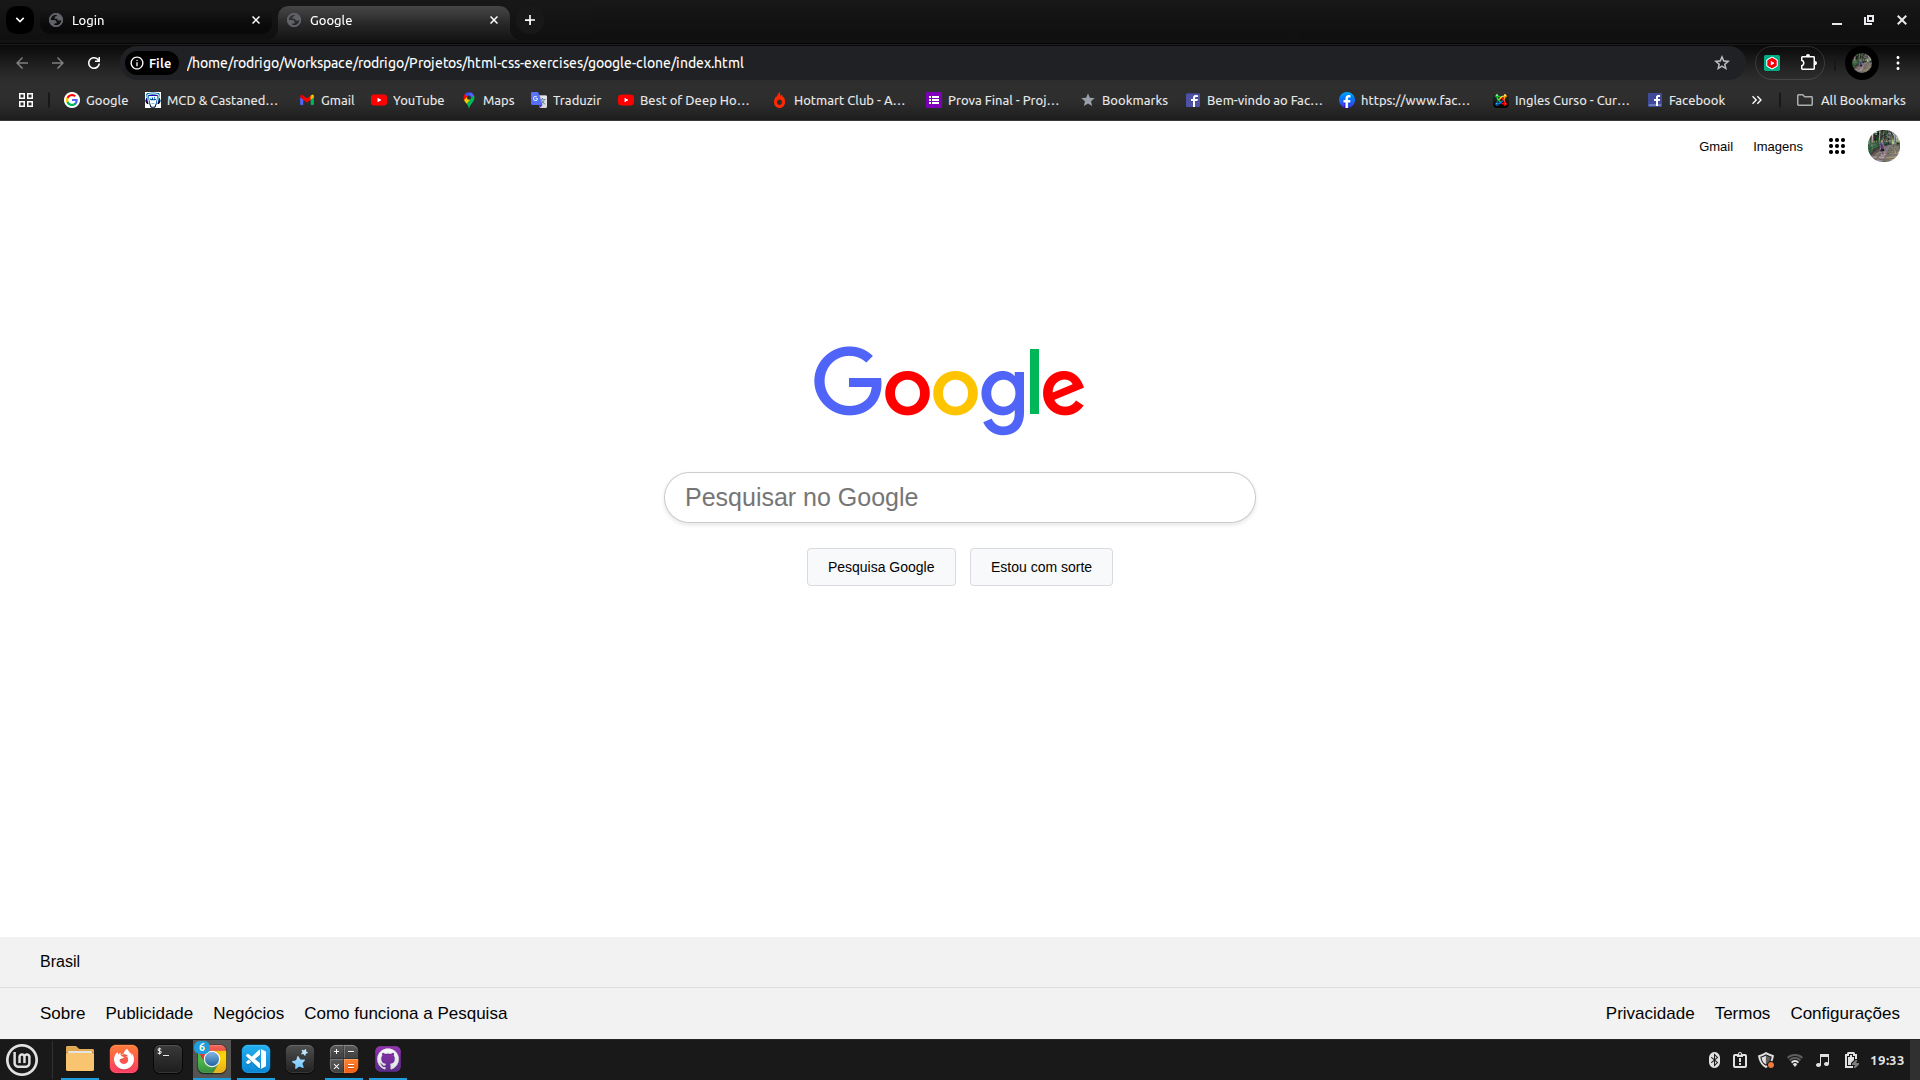 Login
Google
File /home/rodrigo/Workspace/rodrigo/Projetos/html-css-exercises/google-clone/index.html
Google MCD & Castaned... Gmail YouTube Maps Traduzir Best of Deep Ho... Hotmart Club - A... Prova Final - Proj... Bookmarks Bem-vindo ao Fac... https://www.fac... Ingles Curso - Cur... Facebook All Bookmarks
Gmail Imagens
Google
Pesquisar no Google
Pesquisa Google Estou com sorte
Brasil
Sobre Publicidade Negócios Como funciona a Pesquisa Privacidade Termos Configurações
6
19:33